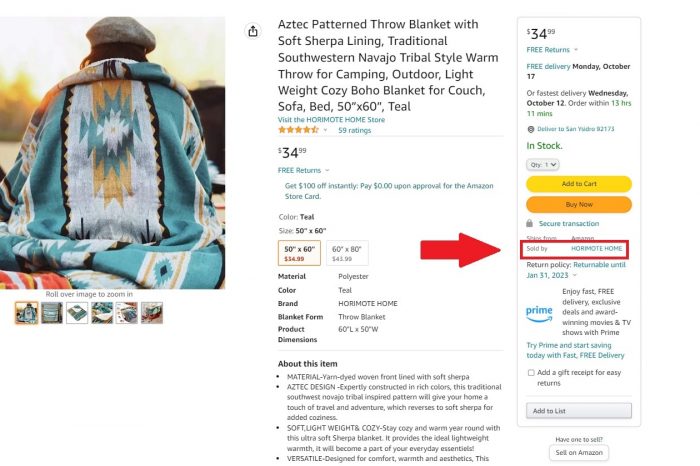 Aztec Patterned Throw Blanket with
Soft Sherpa Lining, Traditional
Southwestern Navajo Tribal Style Warm
Throw for Camping, Outdoor, Light
Weight Cozy Boho Blanket for Couch,
Sofa, Bed, 50”x60”, Teal
Visit the HORIMOTE HOME Store
59 ratings
$34.99
FREE Returns
Get $100 off instantly: Pay $0.00 upon approval for the Amazon
Store Card.
Color: Teal
Size: 50” x 60”
50” x 60”
$34.99
60” x 80”
$43.99
Material Polyester
Color Teal
Brand HORIMOTE HOME
Blanket Form Throw Blanket
Product 60"L x 50"W
Dimensions
About this item
• MATERIAL-Yarn-dyed woven front lined with soft sherpa
• AZTEC DESIGN -Expertly constructed in rich colors, this traditional
southwest novajo tribal inspired pattern will give your home a
touch of travel and adventure, which reverses to soft sherpa for
added coziness.
• SOFT,LIGHT WEIGHT& COZY-Stay cozy and warm year round with
this ultra soft Sherpa blanket. It provides the ideal lightweight
warmth, it will become a part of your everyday essentiels!
• VERSATILE-Designed for comfort, warmth and aesthetics, This
Roll over image to zoom in
$34.99
FREE Returns
FREE delivery Monday, October
17
Or fastest delivery Wednesday,
October 12. Order within 13 hrs
11 mins
Deliver to San Ysidro 92173
In Stock.
Qty: 1
Add to Cart
Buy Now
Secure transaction
Ships from Amazon
Sold by HORIMOTE HOME
Return policy: Returnable until
Jan 31, 2023
prime
Enjoy fast, FREE
delivery, exclusive
deals and award-
winning movies & TV
shows with Prime
Try Prime and start saving
today with Fast, FREE Delivery
Add a gift receipt for easy
returns
Add to List
Have one to sell?
Sell on Amazon